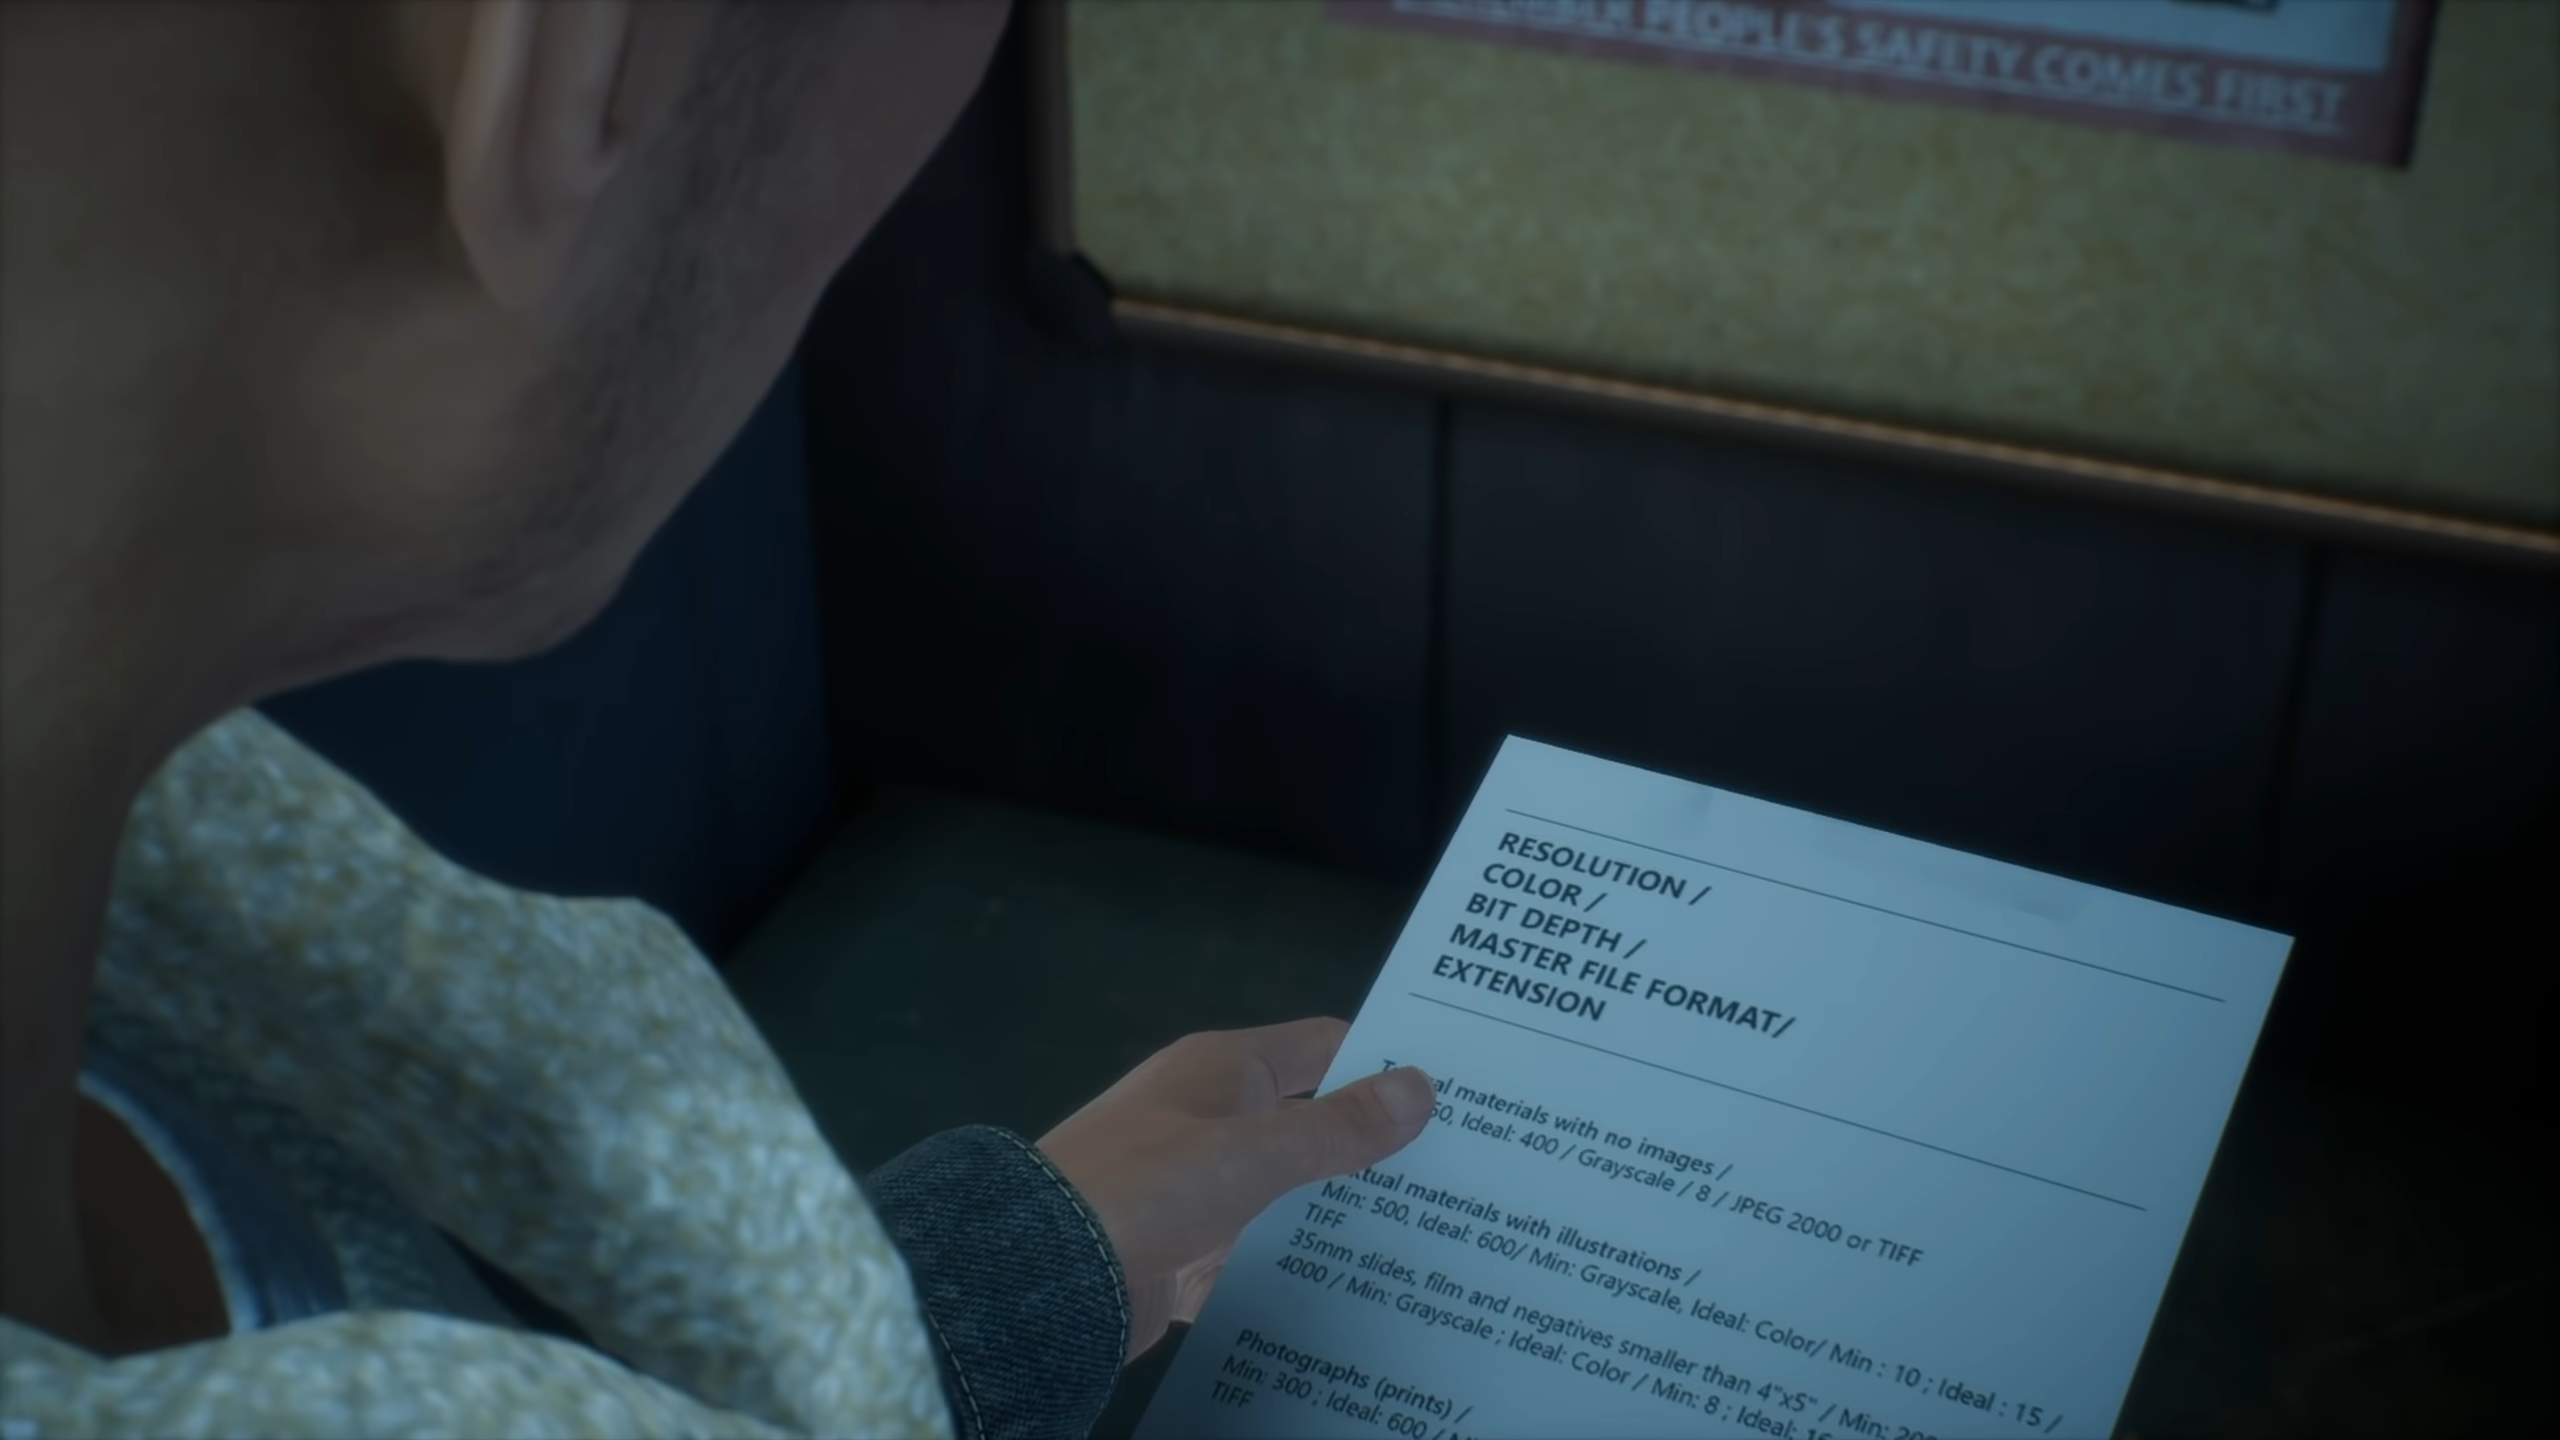 PEOPLE'S SAFETY COMES FIRST
RESOLUTION /
COLOR /
BIT DEPTH /
MASTER FILE FORMAT/
EXTENSION
materials with no images /
Ideal: 400 / Grayscale / 8 / JPEG 2000 or TIFF
materials with illustrations /
Min: 500, Ideal: 600/ Min: Grayscale, Ideal: Color/ Min : 10 ; Ideal : 15 /
TIFF
35mm slides, film and negatives smaller than 4"x5" / Min:
4000 / Min: Grayscale ; Ideal: Color / Min: 8 ; Ideal:
Photographs (prints) /
Min: 300 ; Ideal: 600 /
TIFF